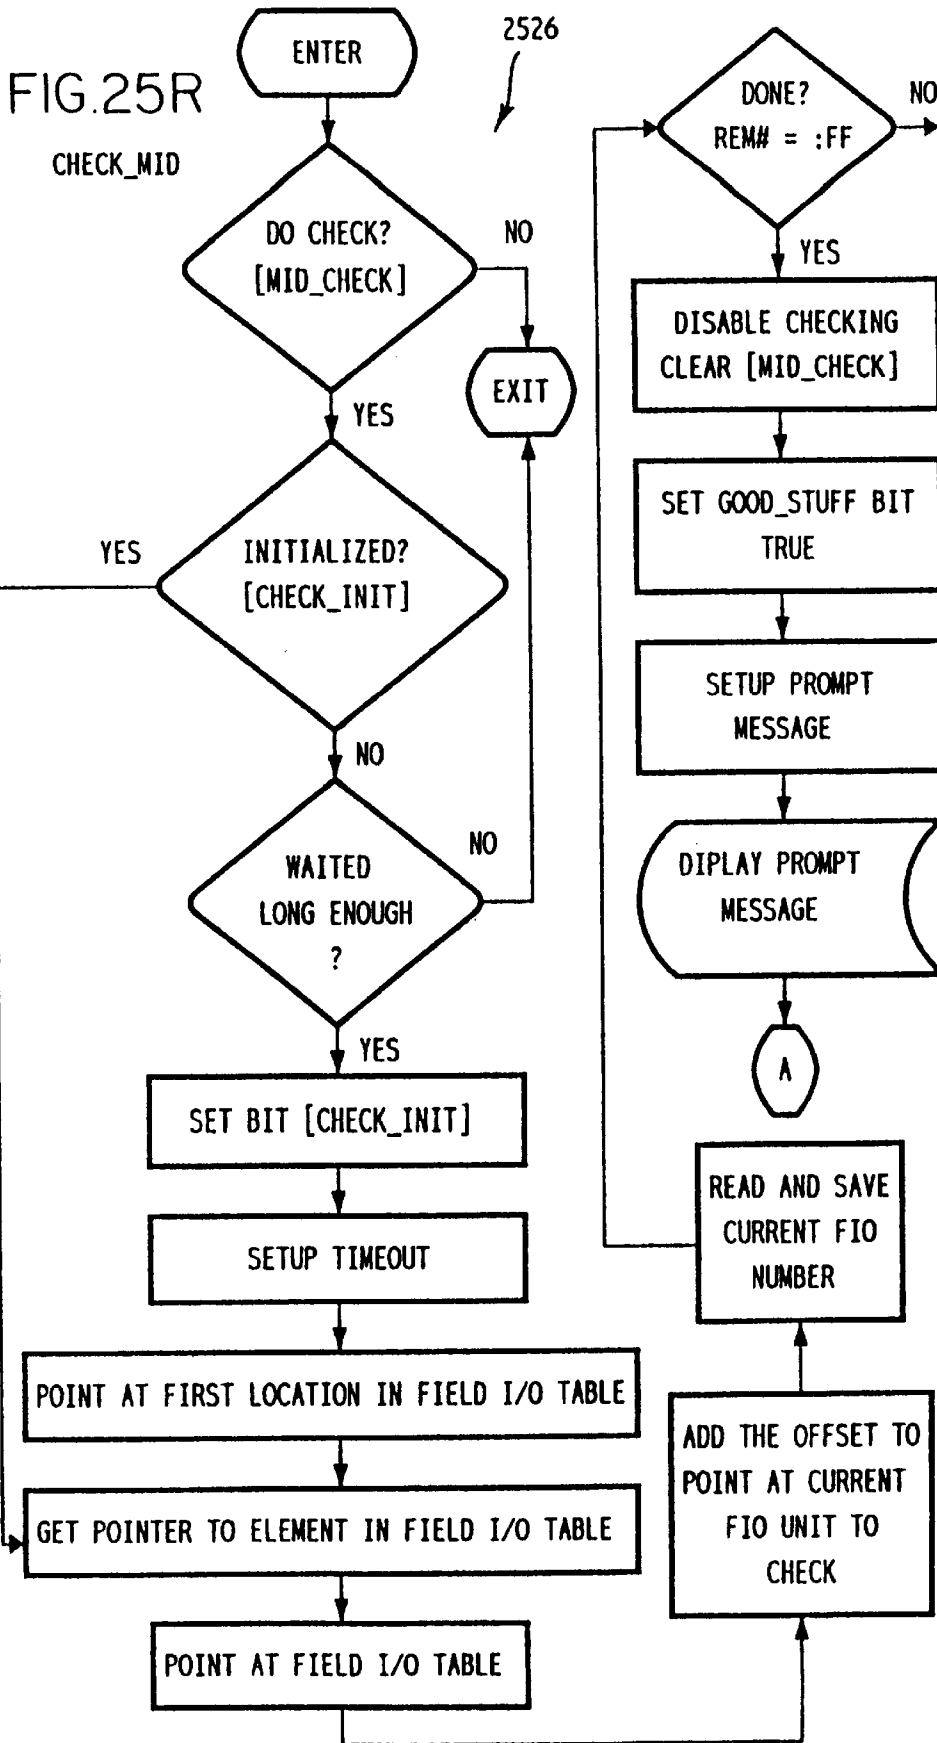 FIG.25R
CHECK_MID
2526
ENTER
DO CHECK?
[MID_CHECK]
NO
EXIT
YES
INITIALIZED?
[CHECK_INIT]
YES
NO
WAITED
LONG ENOUGH
?
NO
YES
SET BIT [CHECK_INIT]
SETUP TIMEOUT
POINT AT FIRST LOCATION IN FIELD I/O TABLE
GET POINTER TO ELEMENT IN FIELD I/O TABLE
POINT AT FIELD I/O TABLE
ADD THE OFFSET TO
POINT AT CURRENT
FIO UNIT TO
CHECK
READ AND SAVE
CURRENT FIO
NUMBER
DONE?
REM# = :FF
NO
YES
DISABLE CHECKING
CLEAR [MID_CHECK]
SET GOOD_STUFF BIT
TRUE
SETUP PROMPT
MESSAGE
DIPLAY PROMPT
MESSAGE
A